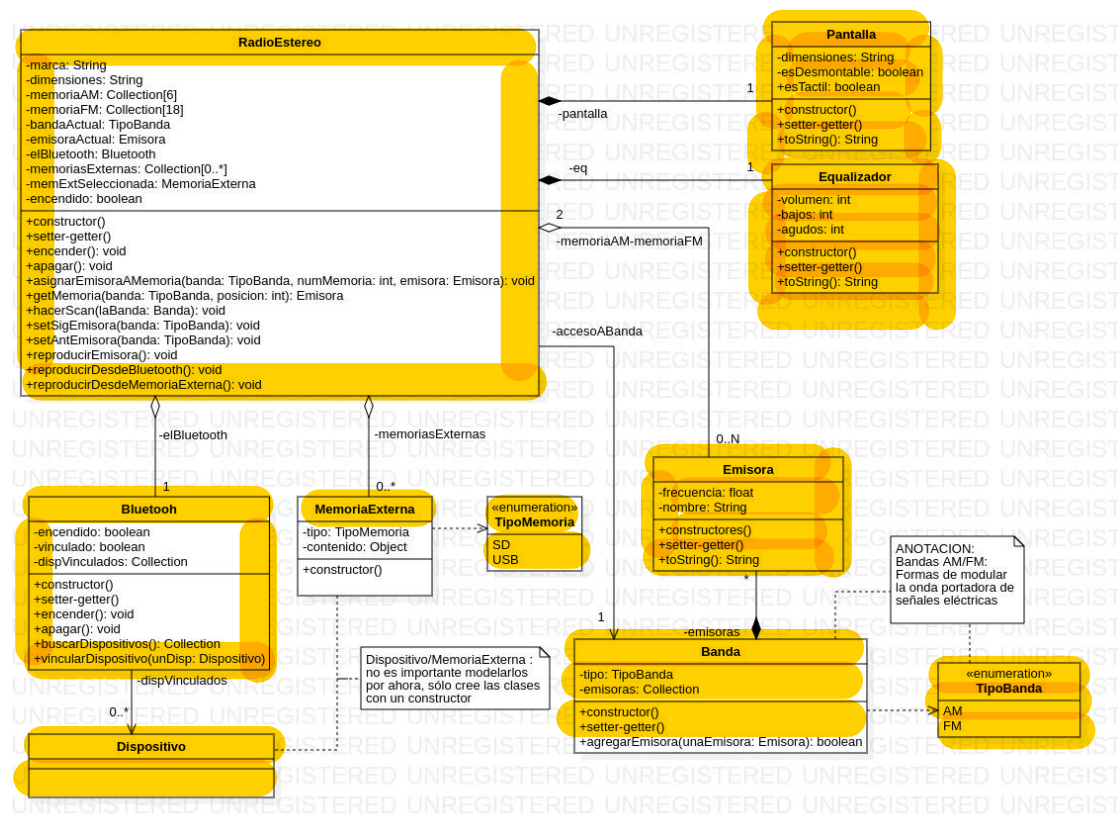 RadioEstereo
-marca: String
-dimensiones: String
-memoriaAM: Collection[6]
-memoriaFM: Collection[18]
-bandaActual: TipoBanda
-emisoraActual: Emisora
-elBluetooth: Bluetooth
-memoriasExternas: Collection[0..*]
-memExtSeleccionada: MemoriaExterna
-encendido: boolean
+constructor()
+setter-getter()
+encender(): void
+apagar(): void
+asignarEmisoraAMemoria(banda: TipoBanda, numMemoria: int, emisora: Emisora): void
+getMemoria(banda: TipoBanda, posicion: int): Emisora
+hacerScan(laBanda: Banda): void
+setSigEmisora(banda: TipoBanda): void
+setAntEmisora(banda: TipoBanda): void
+reproducirEmisora(): void
+reproducirDesdeBluetooth(): void
+reproducirDesdeMemoriaExterna(): void
1
-pantalla
Pantalla
-dimensiones: String
-esDesmontable: boolean
+esTactil: boolean
+constructor()
+setter-getter()
+toString(): String
-eq
1
Equalizador
-volumen: int
-bajos: int
-agudos: int
+constructor()
+setter-getter()
+toString(): String
2
-memoriaAM-memoriaFM
0..N
-accesoABanda
1
-elBluetooth
1
-memoriasExternas
0..*
Bluetooh
-encendido: boolean
-vinculado: boolean
-dispVinculados: Collection
+constructor()
+setter-getter()
+encender(): void
+apagar(): void
+buscarDispositivos(): Collection
+vincularDispositivo(unDisp: Dispositivo)
MemoriaExterna
-tipo: TipoMemoria
-contenido: Object
+constructor()
«enumeration»
TipoMemoria
SD
USB
Emisora
-frecuencia: float
-nombre: String
+constructores()
+setter-getter()
+toString(): String
*
-emisoras
ANOTACION:
Bandas AM/FM:
Formas de modular
la onda portadora de
señales eléctricas
-dispVinculados
0..*
Dispositivo
Dispositivo/MemoriaExterna :
no es importante modelarlos
por ahora, sólo cree las clases
con un constructor
Banda
-tipo: TipoBanda
-emisoras: Collection
+constructor()
+setter-getter()
+agregarEmisora(unaEmisora: Emisora): boolean
«enumeration»
TipoBanda
AM
FM
UNREGISTERED UNREGISTERED UNREGISTERED UNREGISTERED UNREGISTERED UNREGIST